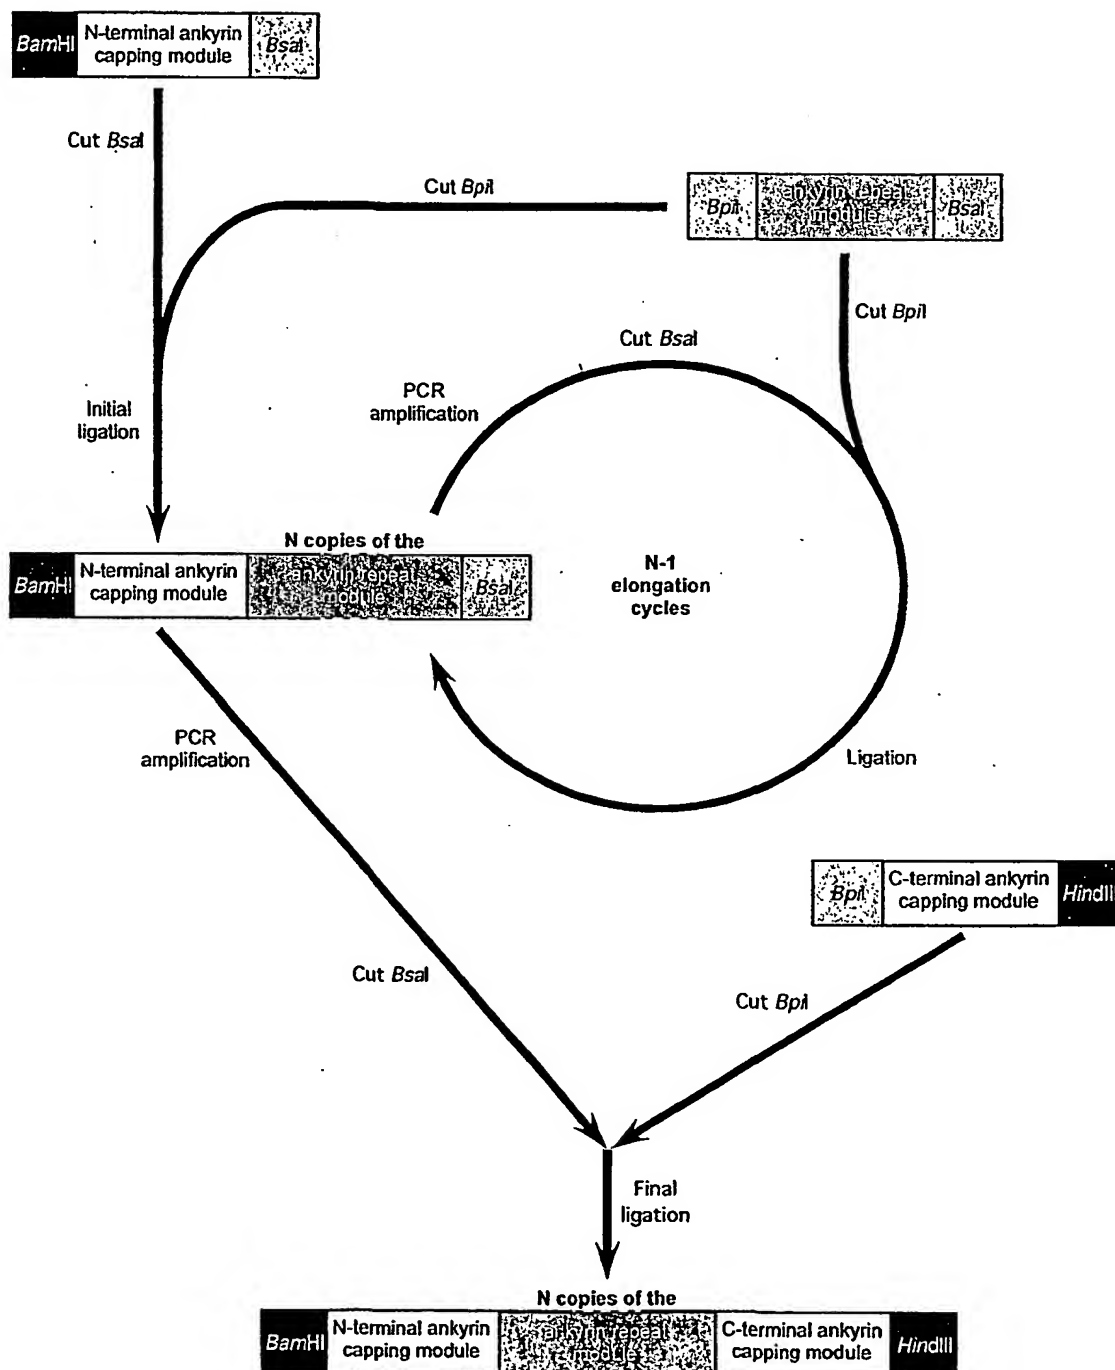 BamHI
N-terminal ankyrin
capping module
BsaI
Cut BsaI
Cut BpiI
BpiI
ankyrin repeat
module
BsaI
Cut BpiI
Cut BsaI
PCR
amplification
Initial
ligation
N copies of the
BamHI
N-terminal ankyrin
capping module
ankyrin repeat
module
BsaI
N-1
elongation
cycles
PCR
amplification
Ligation
BpiI
C-terminal ankyrin
capping module
HindIII
Cut BsaI
Cut BpiI
Final
ligation
N copies of the
BamHI
N-terminal ankyrin
capping module
ankyrin repeat
module
C-terminal ankyrin
capping module
HindIII